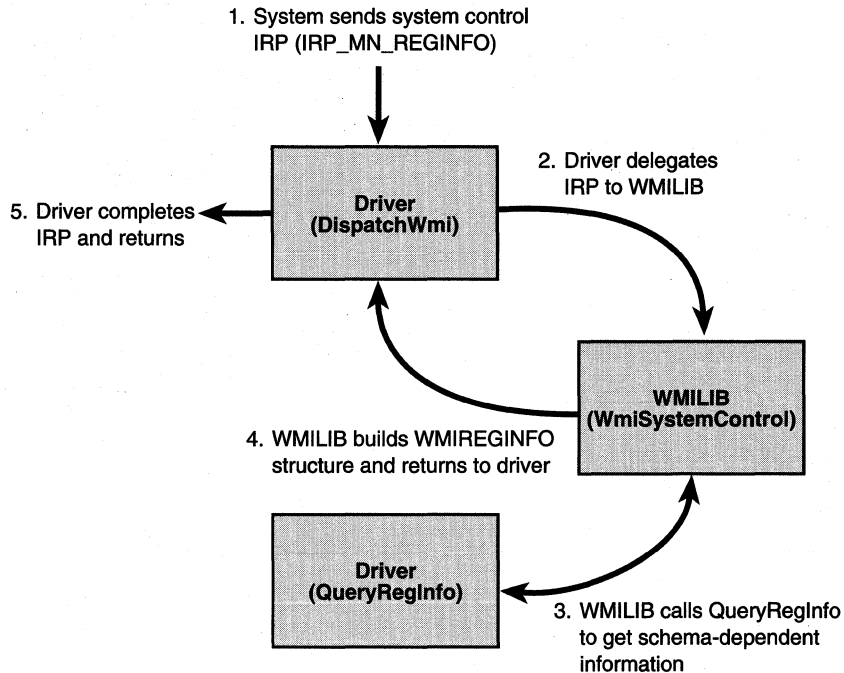 1. System sends system control
IRP (IRP_MN_REGINFO)
Driver
(DispatchWmi)
2. Driver delegates
IRP to WMILIB
5. Driver completes
IRP and returns
WMILIB
(WmiSystemControl)
4. WMILIB builds WMIREGINFO
structure and returns to driver
Driver
(QueryRegInfo)
3. WMILIB calls QueryRegInfo
to get schema-dependent
information